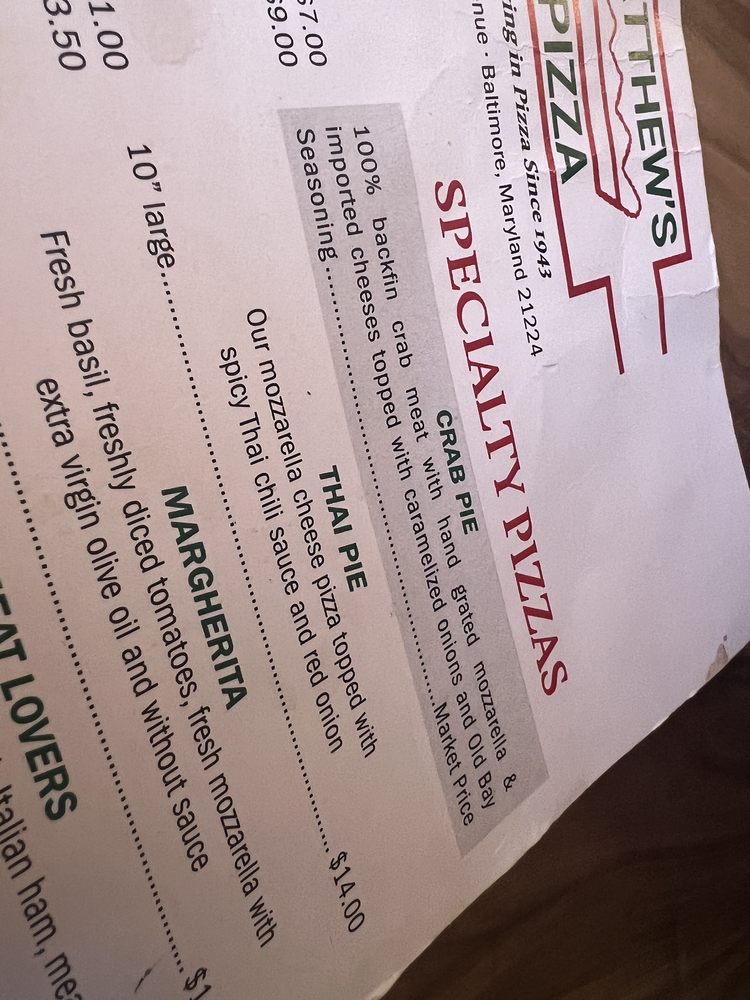 TTHEW'S
PIZZA
in Pizza Since 1943
Baltimore, Maryland 21224
SPECIALTY PIZZAS
CRAB PIE
100% backfin crab meat with hand grated mozzarella &
imported cheeses topped with caramelized onions and Old Bay
Seasoning ........ Market Price
THAI PIE
Our mozzarella cheese pizza topped with
spicy Thai chili sauce and red onion
10” large........ $14.00
MARGHERITA
Fresh basil, freshly diced tomatoes, fresh mozzarella with
extra virgin olive oil and without sauce
........ $1
EAT LOVERS
Italian ham, mea
$7.00
$9.00
1.00
3.50